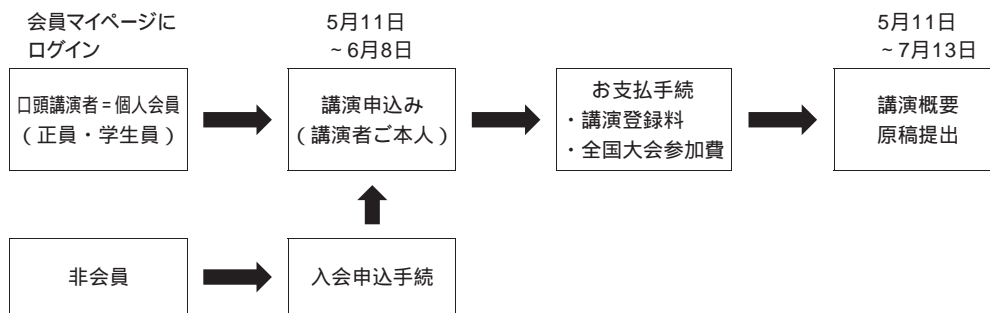 会員マイページに
ログイン
5月11日
~6月8日
5月11日
~7月13日
口頭講演者=個人会員
(正員・学生員)
講演申込み
(講演者ご本人)
お支払手続
・講演登録料
・全国大会参加費
講演概要
原稿提出
非会員
入会申込手続